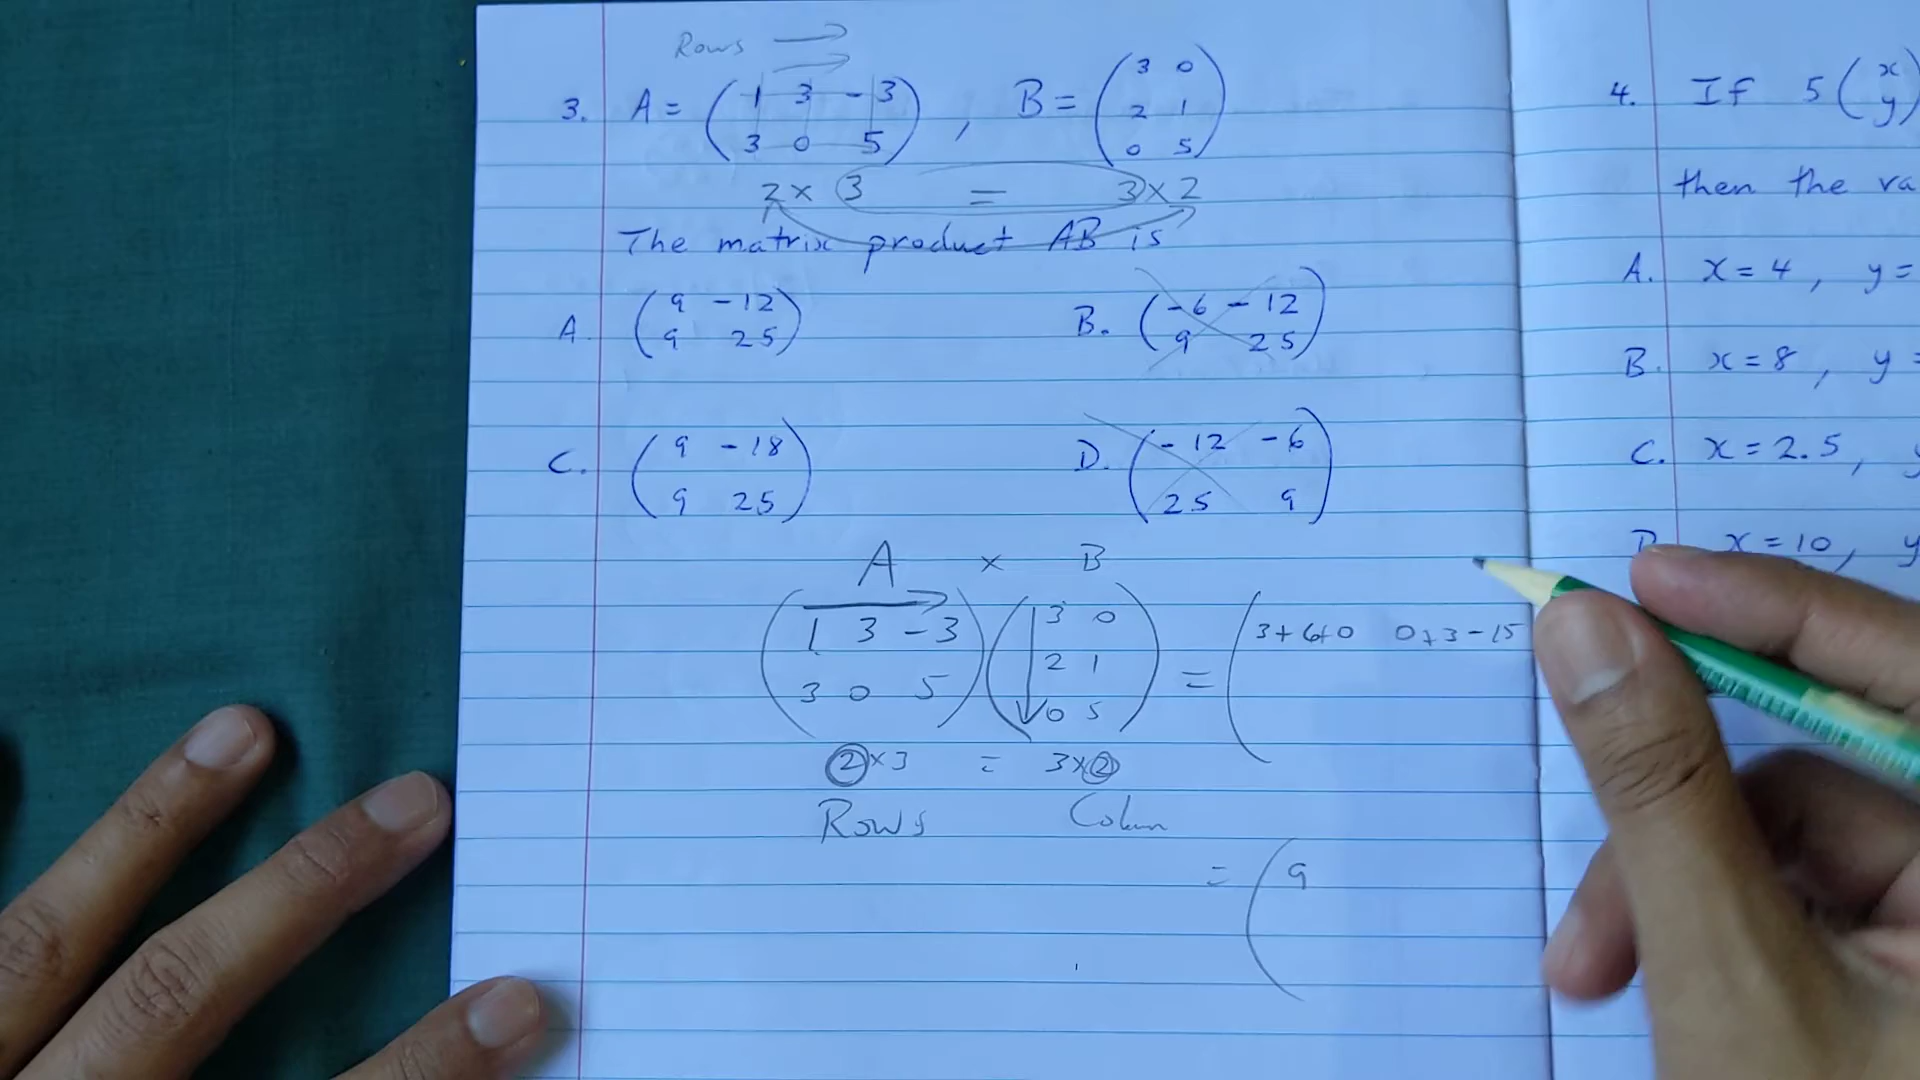 Rows
3. A = ( 1 3 -3 3 0 5 ) , B = ( 3 0 2 1 0 5 )
2 × 3 = 3 × 2
The matrix product AB is
A. ( 9 -12 9 25 )
B. ( -6 -12 9 25 )
C. ( 9 -18 9 25 )
D. ( -12 -6 25 9 )
A × B
( 1 3 -3 3 0 5 ) ( 3 0 2 1 0 5 ) = ( 3+6+0 0+3-15
2×3 = 3×2
Rows Colum
= ( 9
4. If 5 ( x y )
then the va
A. x = 4 , y =
B. x = 8 , y =
C. x = 2.5 , y
D. x = 10 , y